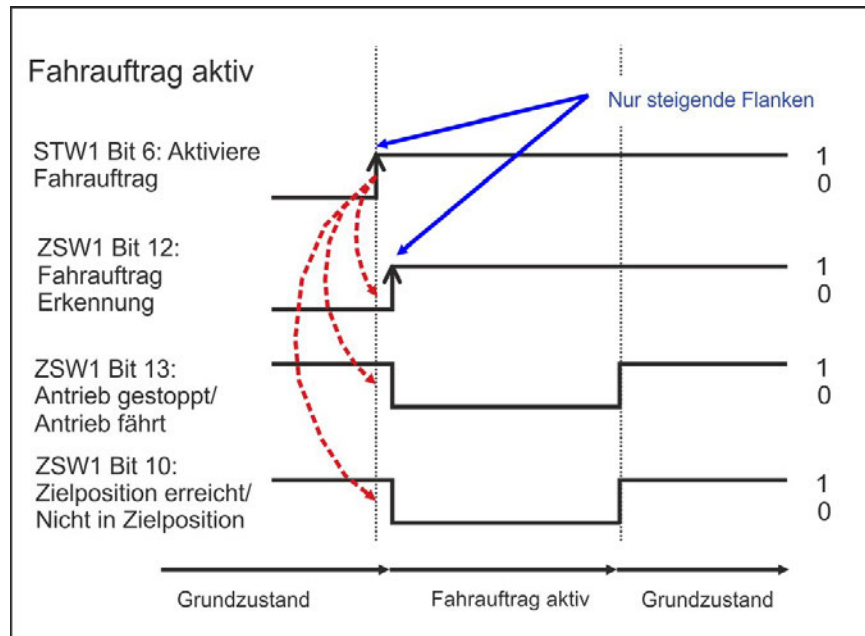 Fahrauftrag aktiv
Nur steigende Flanken
STW1 Bit 6: Aktiviere
Fahrauftrag
1
0
ZSW1 Bit 12:
Fahrauftrag
Erkennung
1
0
ZSW1 Bit 13:
Antrieb gestoppt/
Antrieb fährt
1
0
ZSW1 Bit 10:
Zielposition erreicht/
Nicht in Zielposition
1
0
Grundzustand
Fahrauftrag aktiv
Grundzustand